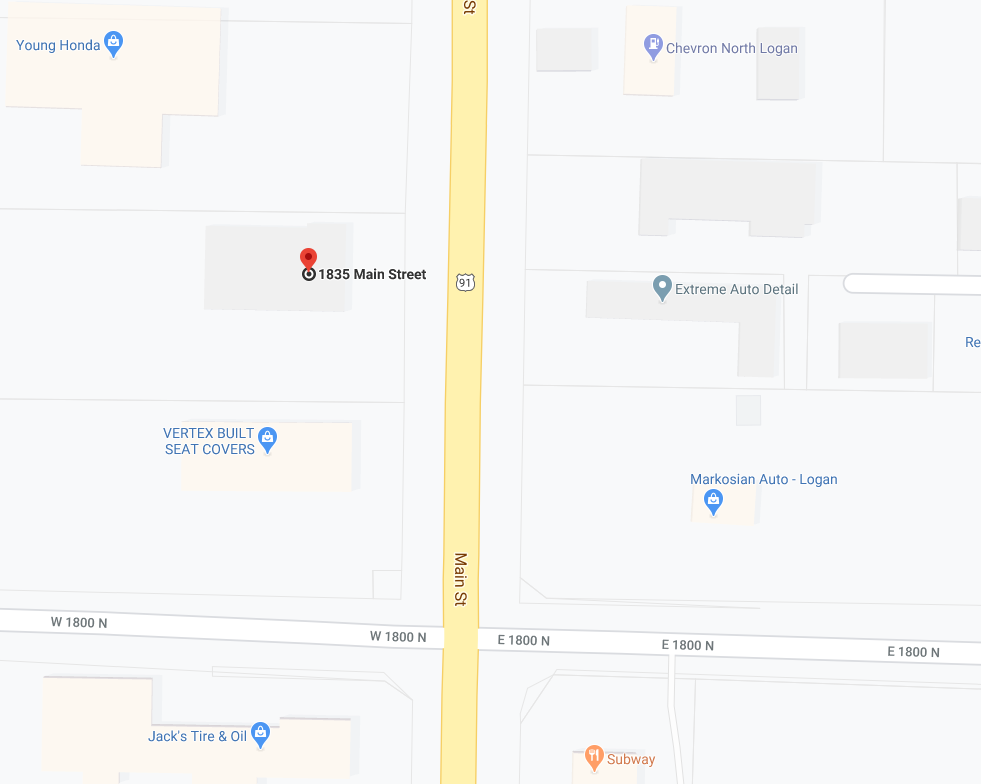 St
Young Honda
Chevron North Logan
1835 Main Street
91
Extreme Auto Detail
Re
VERTEX BUILT
SEAT COVERS
Markosian Auto - Logan
Main St
W 1800 N
W 1800 N
E 1800 N
E 1800 N
E 1800 N
Jack's Tire & Oil
Subway